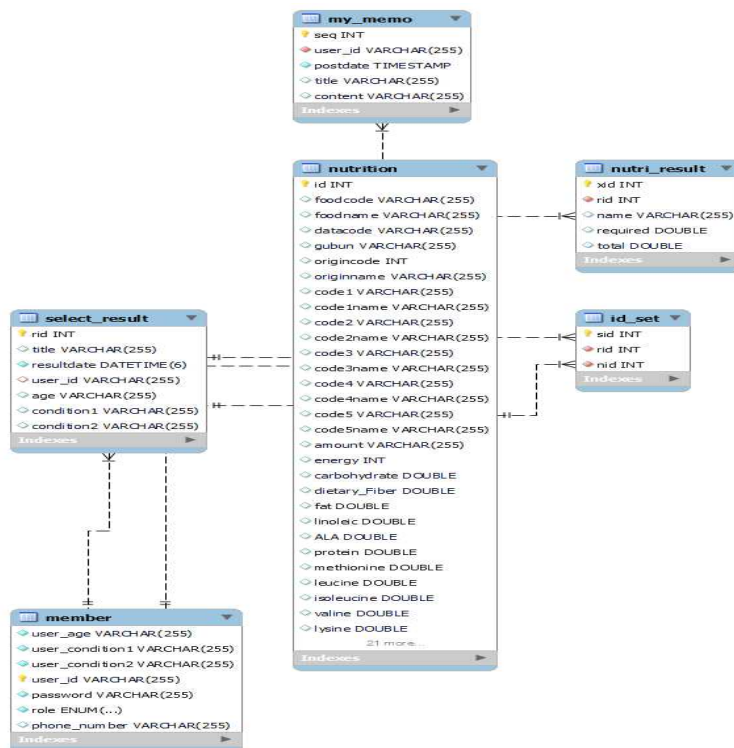 my_memo
seq INT
user_id VARCHAR(255)
postdate TIMESTAMP
title VARCHAR(255)
content VARCHAR(255)
Indexes
nutrition
id INT
foodcode VARCHAR(255)
foodname VARCHAR(255)
datacode VARCHAR(255)
gubun VARCHAR(255)
origincode INT
originname VARCHAR(255)
code1 VARCHAR(255)
code1name VARCHAR(255)
code2 VARCHAR(255)
code2name VARCHAR(255)
code3 VARCHAR(255)
code3name VARCHAR(255)
code4 VARCHAR(255)
code4name VARCHAR(255)
code5 VARCHAR(255)
code5name VARCHAR(255)
amount VARCHAR(255)
energy INT
carbohydrate DOUBLE
dietary_Fiber DOUBLE
fat DOUBLE
linoleic DOUBLE
ALA DOUBLE
protein DOUBLE
methionine DOUBLE
leucine DOUBLE
isoleucine DOUBLE
valine DOUBLE
lysine DOUBLE
21 more...
Indexes
nutri_result
xid INT
rid INT
name VARCHAR(255)
required DOUBLE
total DOUBLE
Indexes
select_result
rid INT
title VARCHAR(255)
resultdate DATETIME(6)
user_id VARCHAR(255)
age VARCHAR(255)
condition1 VARCHAR(255)
condition2 VARCHAR(255)
Indexes
id_set
sid INT
rid INT
nid INT
Indexes
member
user_age VARCHAR(255)
user_condition1 VARCHAR(255)
user_condition2 VARCHAR(255)
user_id VARCHAR(255)
password VARCHAR(255)
role ENUM(...)
phone_number VARCHAR(255)
Indexes